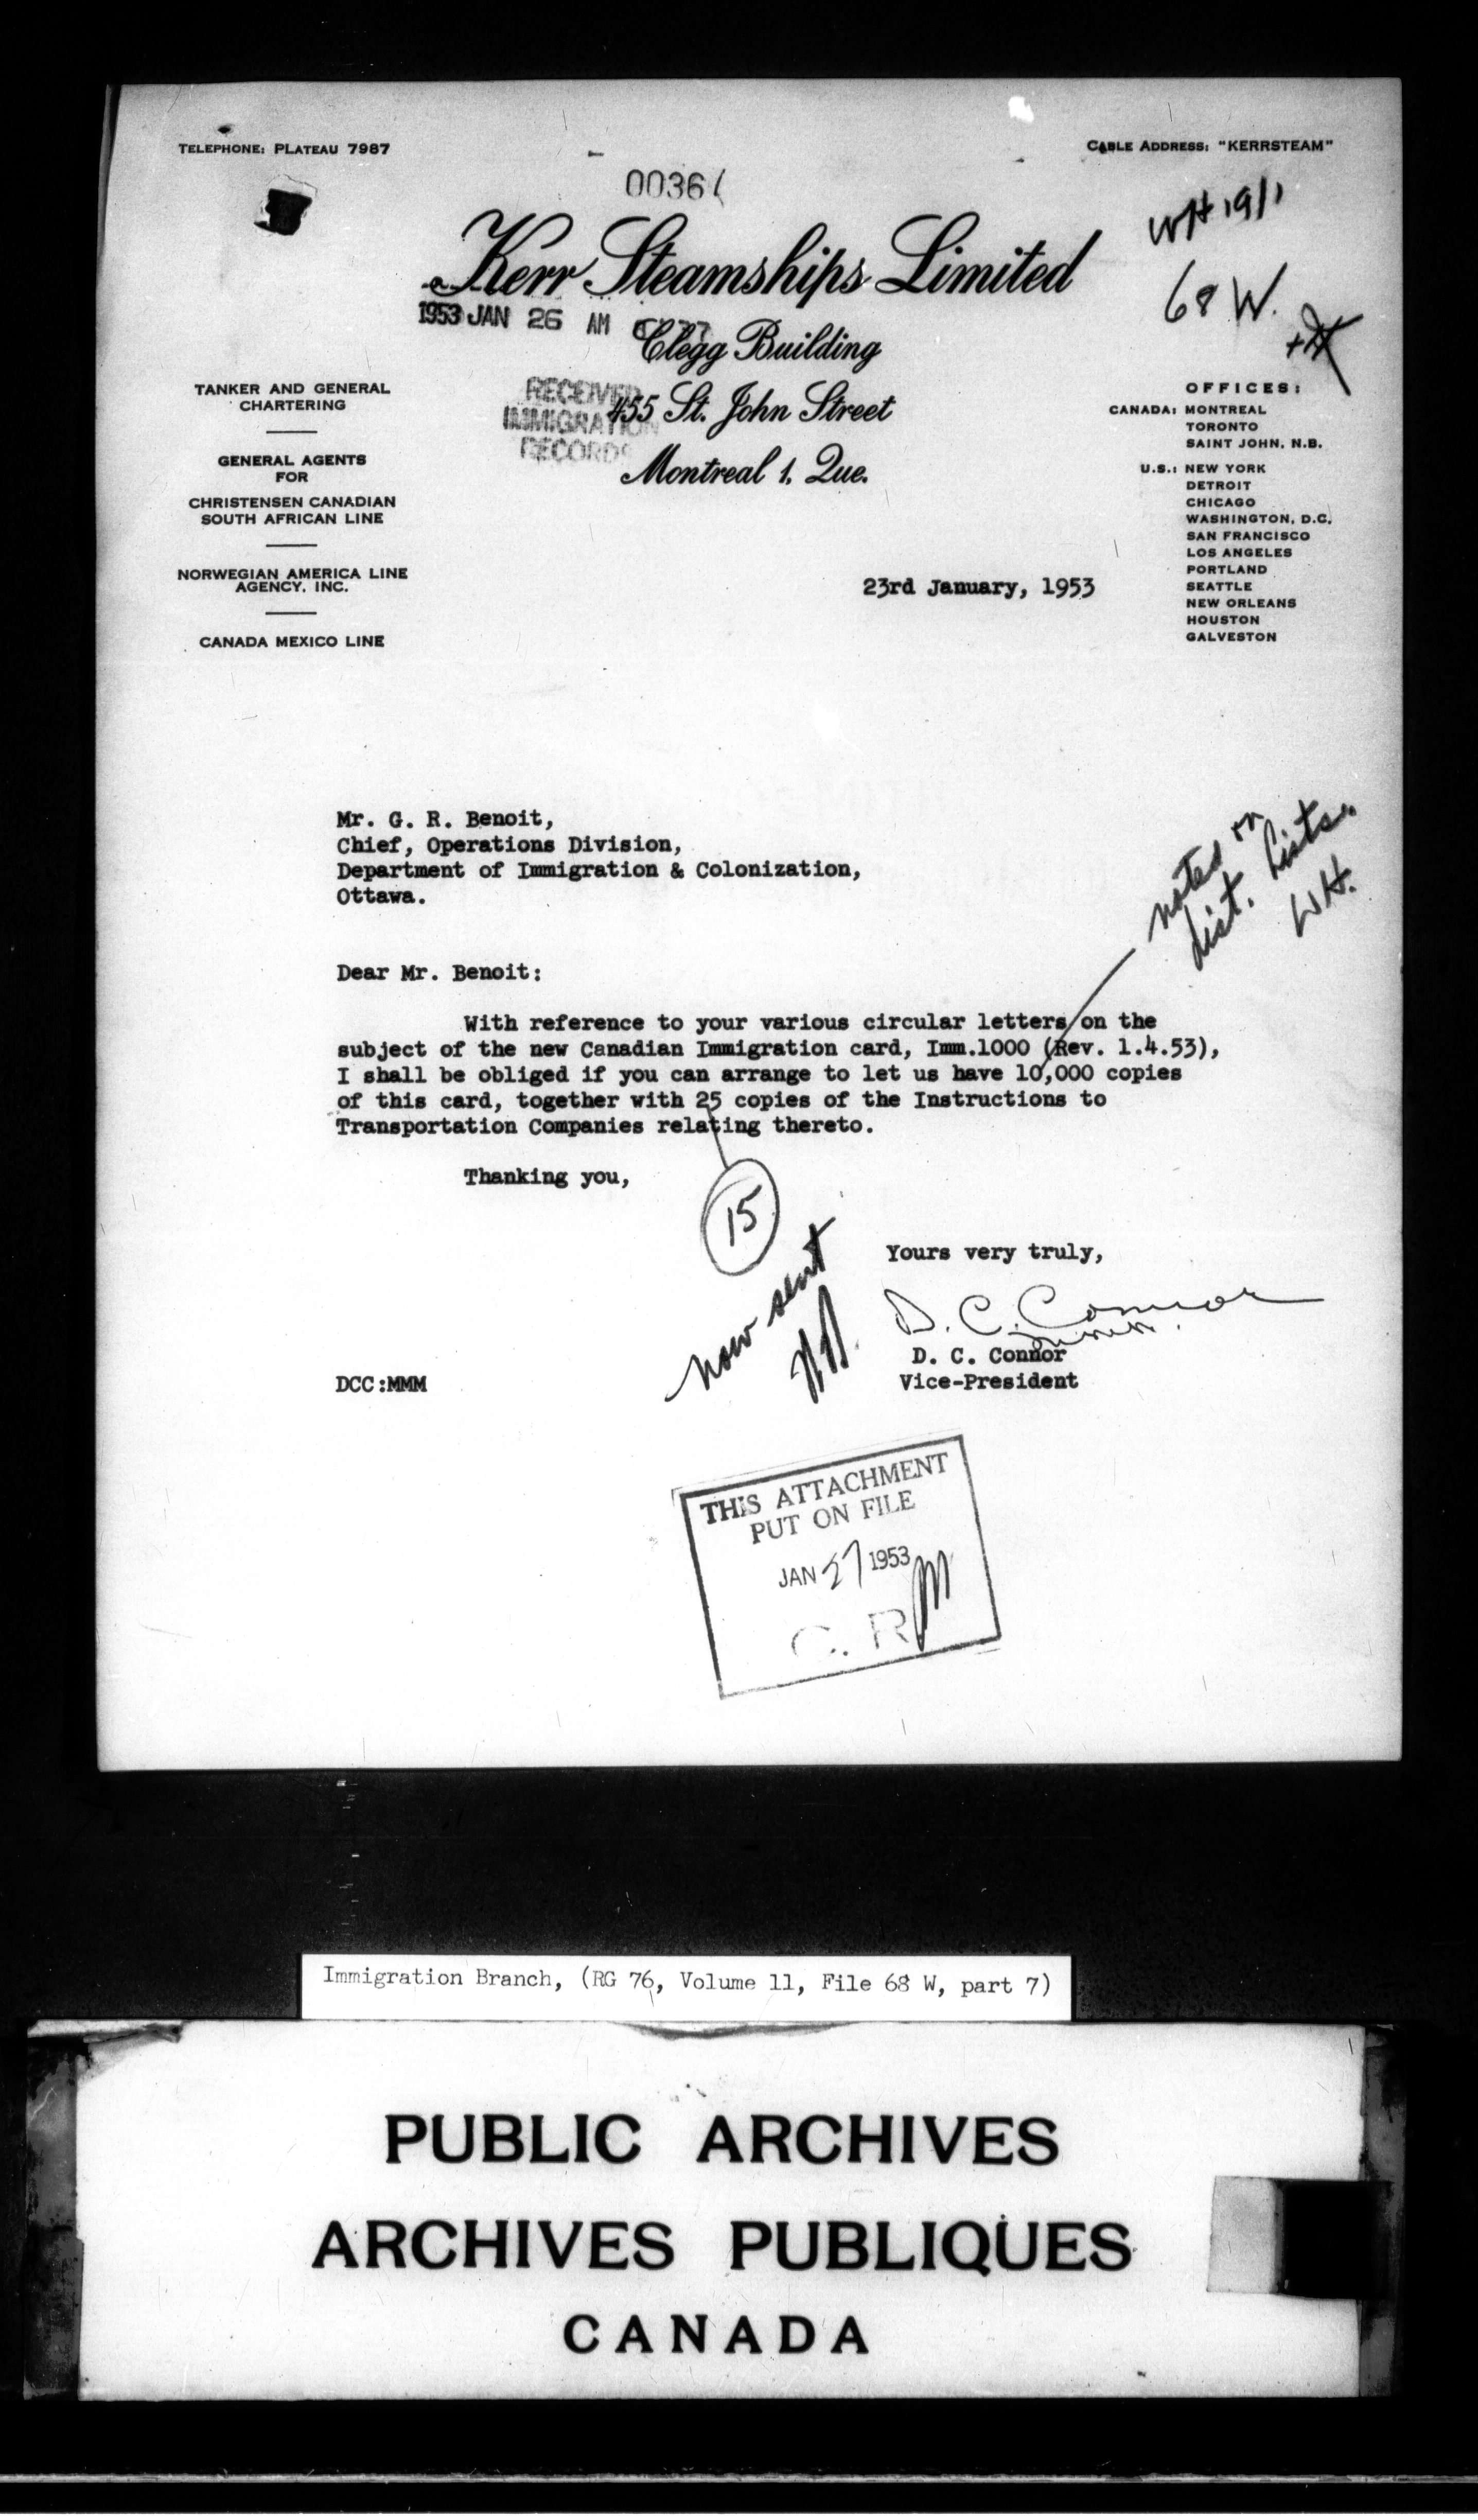 TELEPHONE: PLATEAU 7987
CABLE ADDRESS: "KERRSTEAM"
0036
WH 19/1
68 W.
Kerr Steamships Limited
1953 JAN 26 AM
Clegg Building
RECEIVED
IMMIGRATION
RECORDS
455 St. John Street
Montreal 1. Que.
TANKER AND GENERAL
CHARTERING
GENERAL AGENTS
FOR
CHRISTENSEN CANADIAN
SOUTH AFRICAN LINE
NORWEGIAN AMERICA LINE
AGENCY, INC.
CANADA MEXICO LINE
OFFICES:
CANADA: MONTREAL
TORONTO
SAINT JOHN, N.B.
U.S.: NEW YORK
DETROIT
CHICAGO
WASHINGTON, D.C.
SAN FRANCISCO
LOS ANGELES
PORTLAND
SEATTLE
NEW ORLEANS
HOUSTON
GALVESTON
23rd January, 1953
Mr. G. R. Benoit,
Chief, Operations Division,
Department of Immigration & Colonization,
Ottawa.
noted on
dist. lists.
WH.
Dear Mr. Benoit:
With reference to your various circular letters on the
subject of the new Canadian Immigration card, Imm.1000 (Rev. 1.4.53),
I shall be obliged if you can arrange to let us have 10,000 copies
of this card, together with 25 copies of the Instructions to
Transportation Companies relating thereto.
Thanking you,
15
now sent
Yours very truly,
D. C. Connor
D. C. Connor
Vice-President
DCC:MMM
THIS ATTACHMENT
PUT ON FILE
JAN 27 1953
C. R.
Immigration Branch, (RG 76, Volume 11, File 68 W, part 7)
PUBLIC ARCHIVES
ARCHIVES PUBLIQUES
CANADA